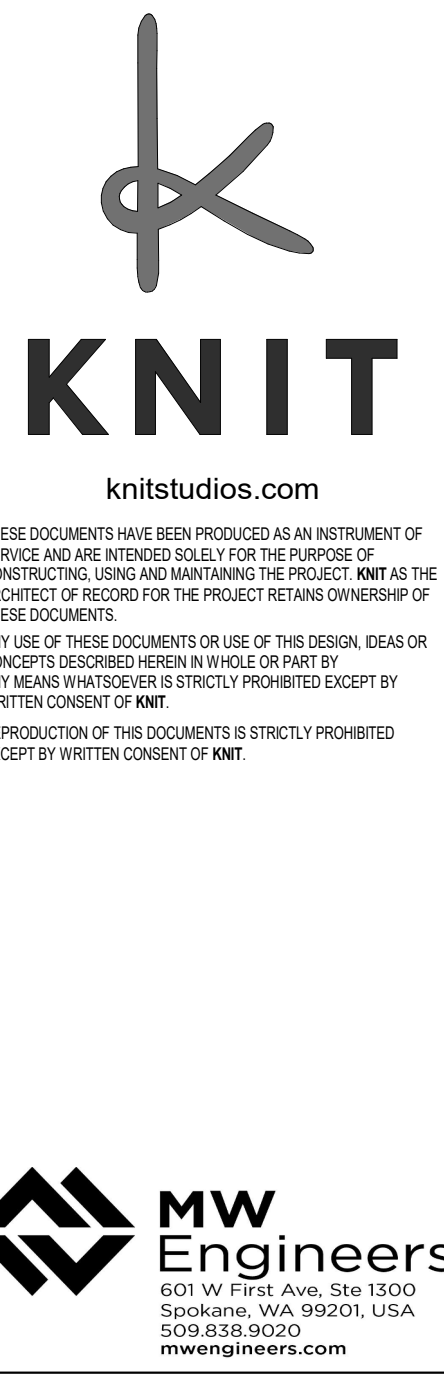 KNIT
knitstudios.com
ESE DOCUMENTS HAVE BEEN PRODUCED AS AN INSTRUMENT OF
RVICE AND ARE INTENDED SOLELY FOR THE PURPOSE OF
ONSTRUCTING, USING AND MAINTAINING THE PROJECT. KNIT AS THE
RCHITECT OF RECORD FOR THE PROJECT RETAINS OWNERSHIP OF
ESE DOCUMENTS.
Y USE OF THESE DOCUMENTS OR USE OF THIS DESIGN, IDEAS OR
ONCEPTS DESCRIBED HEREIN IN WHOLE OR PART BY
Y MEANS WHATSOEVER IS STRICTLY PROHIBITED EXCEPT BY
RITTEN CONSENT OF KNIT.
PRODUCTION OF THIS DOCUMENTS IS STRICTLY PROHIBITED
CEPT BY WRITTEN CONSENT OF KNIT.
MW
Engineers
601 W First Ave, Ste 1300
Spokane, WA 99201, USA
509.838.9020
mwengineers.com